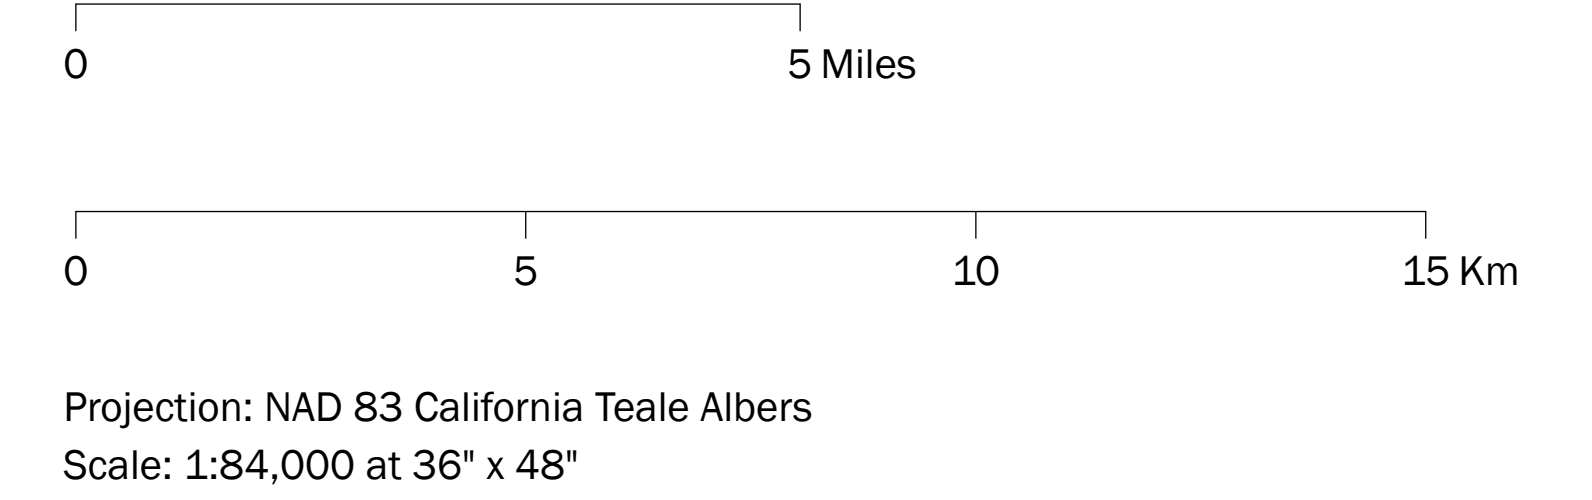 0 5 Miles
0 5 10 15 Km
Projection: NAD 83 California Teale Albers
Scale: 1:84,000 at 36" x 48"